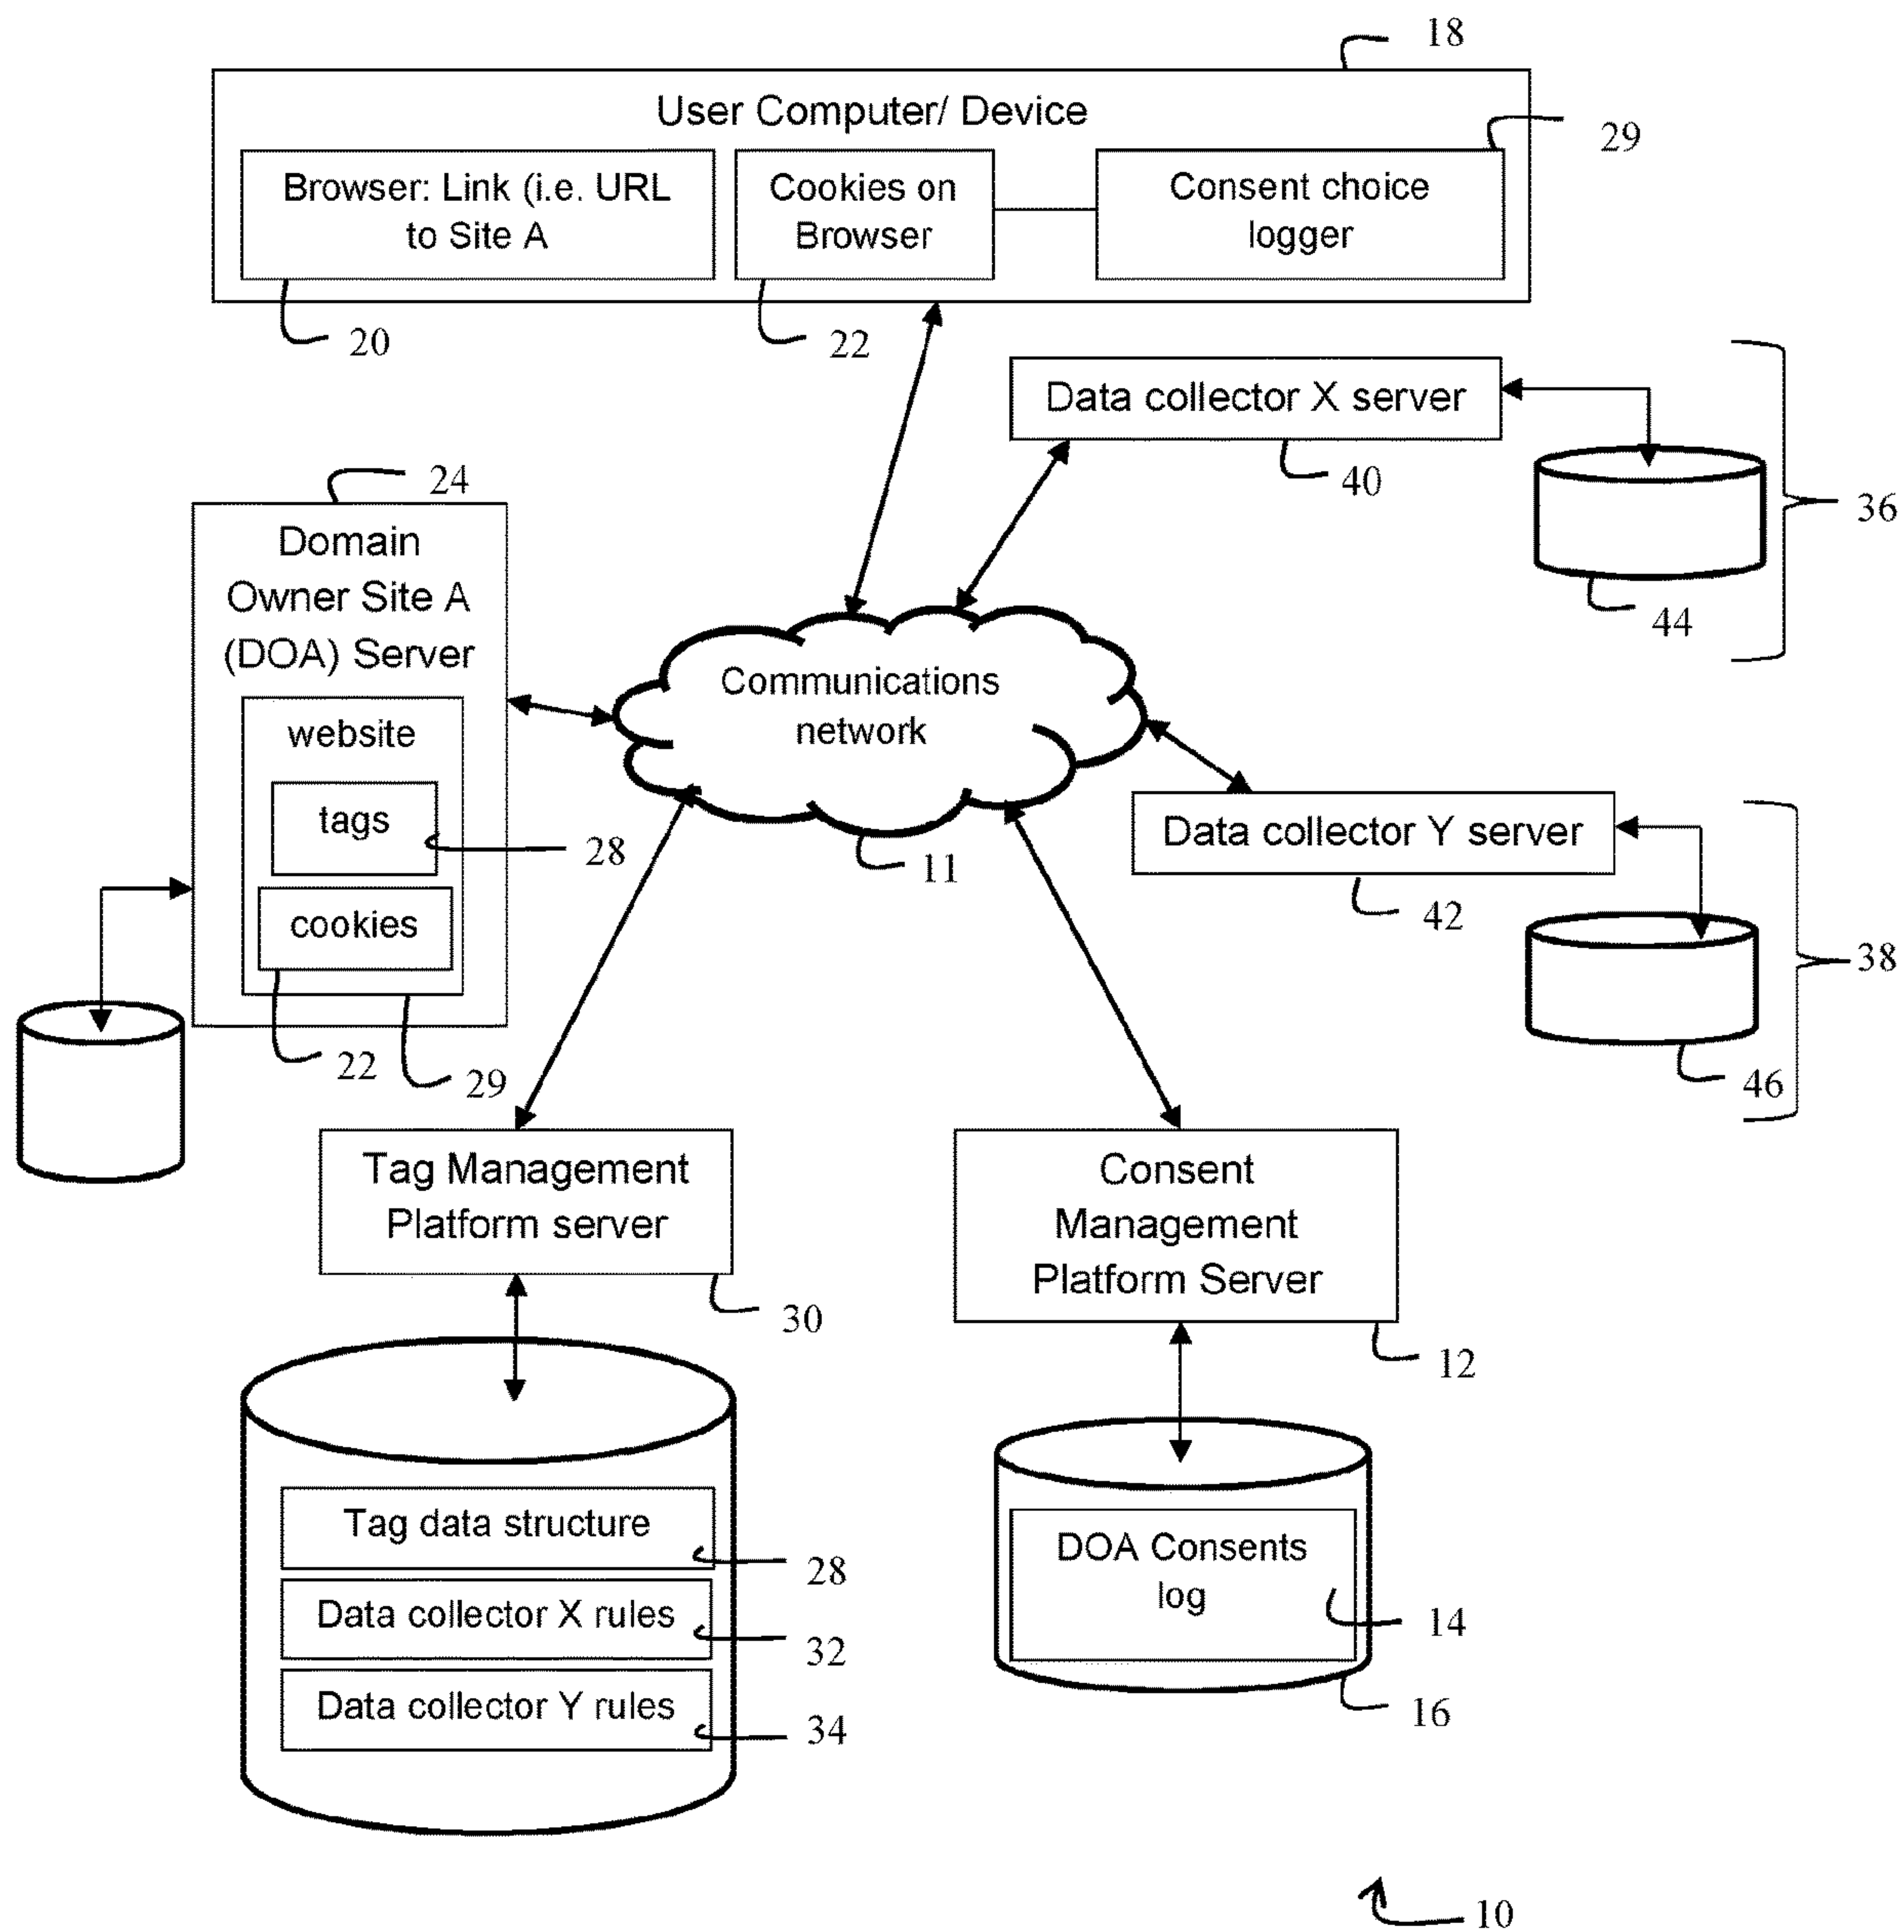 18
User Computer/ Device
29
Browser: Link (i.e. URL
to Site A
Cookies on
Browser
Consent choice
logger
20
22
Data collector X server
40
36
44
24
Domain
Owner Site A
(DOA) Server
website
tags
28
cookies
22
29
Communications
network
11
Data collector Y server
42
38
46
Tag Management
Platform server
30
Consent
Management
Platform Server
12
Tag data structure
28
Data collector X rules
32
Data collector Y rules
34
DOA Consents
log
14
16
10